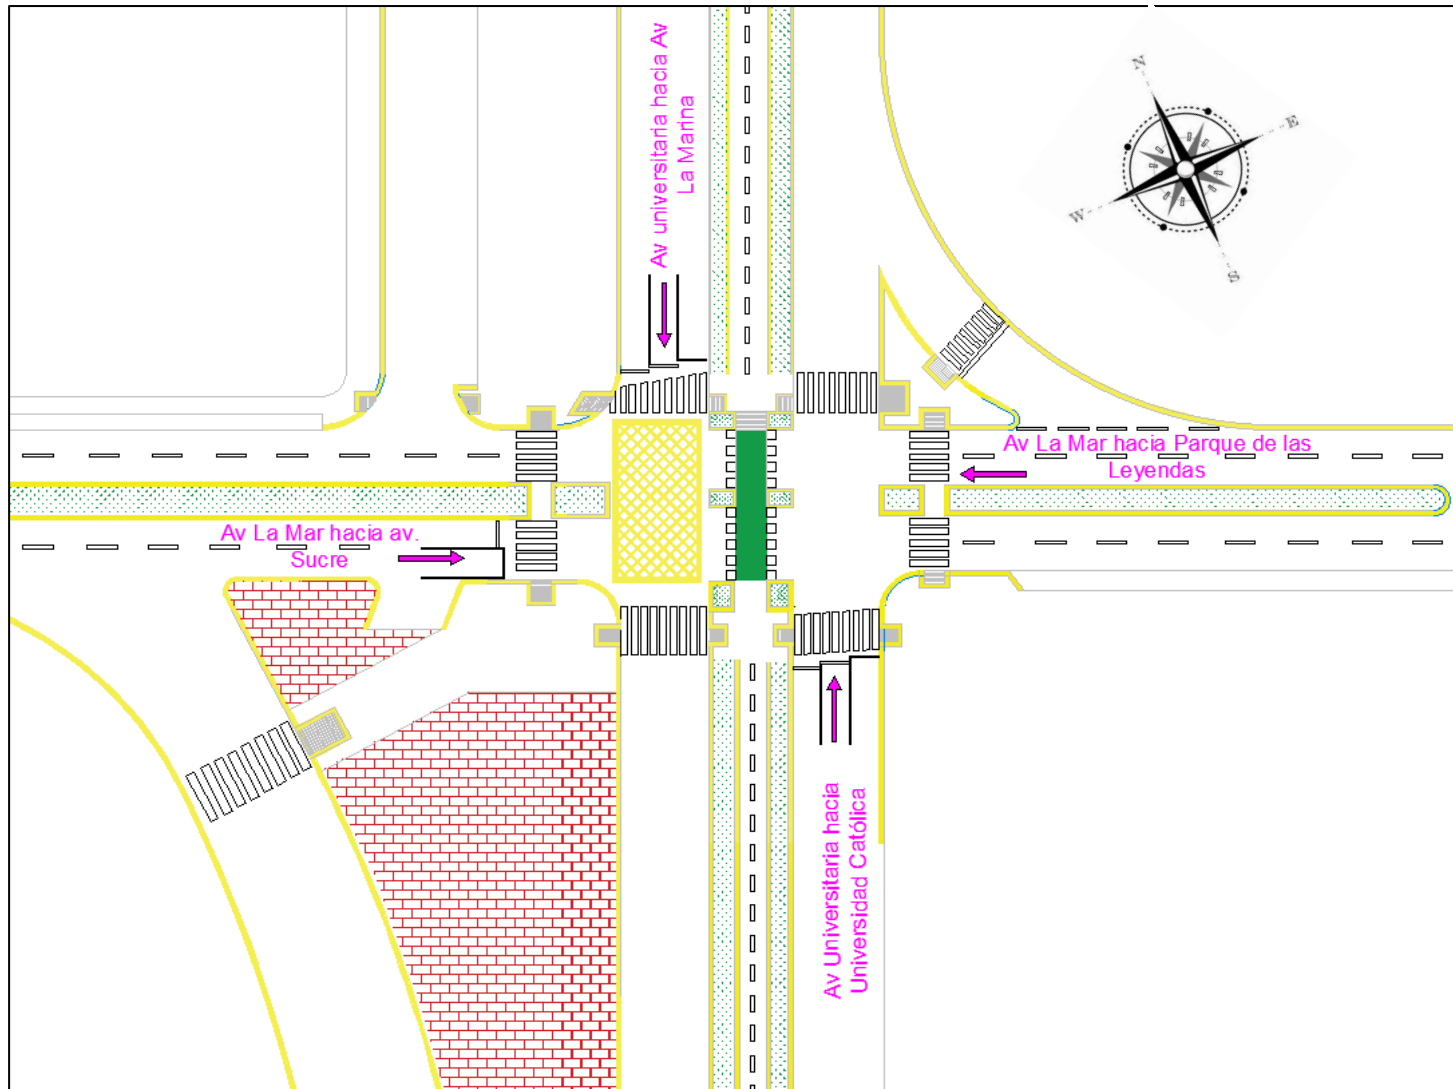 Av universitaria hacia Av
La Marina
N
E
W
S
Av La Mar hacia Parque de las
Leyendas
Av La Mar hacia av.
Sucre
Av Universitaria hacia
Universidad Católica